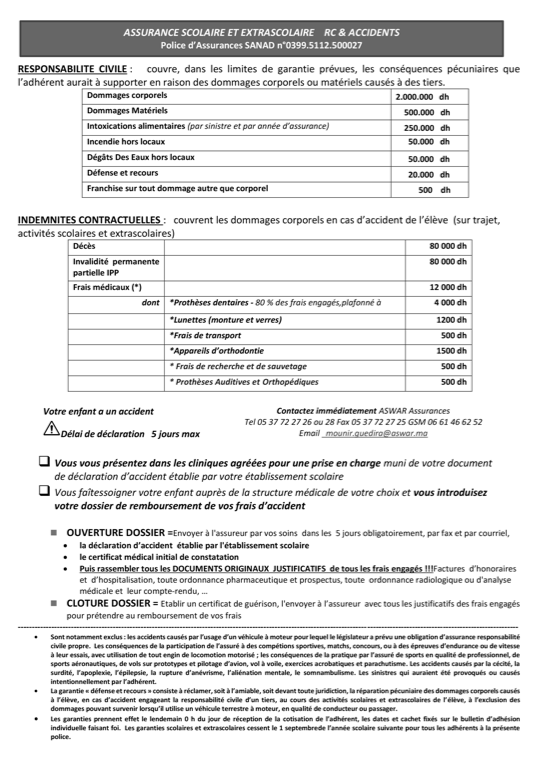 ASSURANCE SCOLAIRE ET EXTRASCOLAIRE RC & ACCIDENTS
Police d'Assurances SANAD n°0399.5112.500027
RESPONSABILITE CIVILE : couvre, dans les limites de garantie prévues, les conséquences pécuniaires que
l'adhérent aurait à supporter en raison des dommages corporels ou matériels causés à des tiers.
Dommages corporels 2.000.000 dh
Dommages Matériels 500.000 dh
Intoxications alimentaires (par sinistre et par année d'assurance) 250.000 dh
Incendie hors locaux 50.000 dh
Dégâts Des Eaux hors locaux 50.000 dh
Défense et recours 20.000 dh
Franchise sur tout dommage autre que corporel 500 dh
INDEMNITES CONTRACTUELLES : couvrent les dommages corporels en cas d'accident de l'élève (sur trajet,
activités scolaires et extrascolaires)
Décès 80 000 dh
Invalidité permanente 80 000 dh
partielle IPP
Frais médicaux (*) 12 000 dh
dont *Prothèses dentaires - 80 % des frais engagés,plafonné à 4 000 dh
*Lunettes (monture et verres) 1200 dh
*Frais de transport 500 dh
*Appareils d'orthodontie 1500 dh
* Frais de recherche et de sauvetage 500 dh
* Prothèses Auditives et Orthopédiques 500 dh
Votre enfant a un accident Contactez immédiatement ASWAR Assurances
Tel 05 37 72 27 26 ou 28 Fax 05 37 72 27 25 GSM 06 61 46 62 52
Délai de déclaration 5 jours max Email mounir.guedira@aswar.ma
Vous vous présentez dans les cliniques agréées pour une prise en charge muni de votre document
de déclaration d'accident établie par votre établissement scolaire
Vous faîtessoigner votre enfant auprès de la structure médicale de votre choix et vous introduisez
votre dossier de remboursement de vos frais d'accident
OUVERTURE DOSSIER =Envoyer à l'assureur par vos soins dans les 5 jours obligatoirement, par fax et par courriel,
• la déclaration d'accident établie par l'établissement scolaire
• le certificat médical initial de constatation
• Puis rassembler tous les DOCUMENTS ORIGINAUX JUSTIFICATIFS de tous les frais engagés !!!Factures d'honoraires
et d'hospitalisation, toute ordonnance pharmaceutique et prospectus, toute ordonnance radiologique ou d'analyse
médicale et leur compte-rendu, ...
CLOTURE DOSSIER = Etablir un certificat de guérison, l'envoyer à l'assureur avec tous les justificatifs des frais engagés
pour prétendre au remboursement de vos frais
• Sont notamment exclus : les accidents causés par l'usage d'un véhicule à moteur pour lequel le législateur a prévu une obligation d'assurance responsabilité
civile propre. Les conséquences de la participation de l'assuré à des compétitions sportives, matchs, concours, ou à des épreuves d'endurance ou de vitesse
à leur essais, avec utilisation de tout engin de locomotion motorisé ; les conséquences de la pratique par l'assuré de sports en qualité de professionnel, de
sports aéronautiques, de vols sur prototypes et pilotage d'avion, vol à voile, exercices acrobatiques et parachutisme. Les accidents causés par la cécité, la
surdité, l'apoplexie, l'épilepsie, la rupture d'anévrisme, l'aliénation mentale, le somnambulisme. Les sinistres qui auraient été provoqués ou causés
intentionnellement par l'adhérent.
• La garantie « défense et recours » consiste à réclamer, soit à l'amiable, soit devant toute juridiction, la réparation pécuniaire des dommages corporels causés
à l'élève, en cas d'accident engageant la responsabilité civile d'un tiers, au cours des activités scolaires et extrascolaires de l'élève, à l'exclusion des
dommages pouvant survenir lorsqu'il utilise un véhicule terrestre à moteur, en qualité de conducteur ou passager.
• Les garanties prennent effet le lendemain 0 h du jour de réception de la cotisation de l'adhérent, les dates et cachet fixés sur le bulletin d'adhésion
individuelle faisant foi. Les garanties scolaires et extrascolaires cessent le 1 septembrede l'année scolaire suivante pour tous les adhérents à la présente
police.